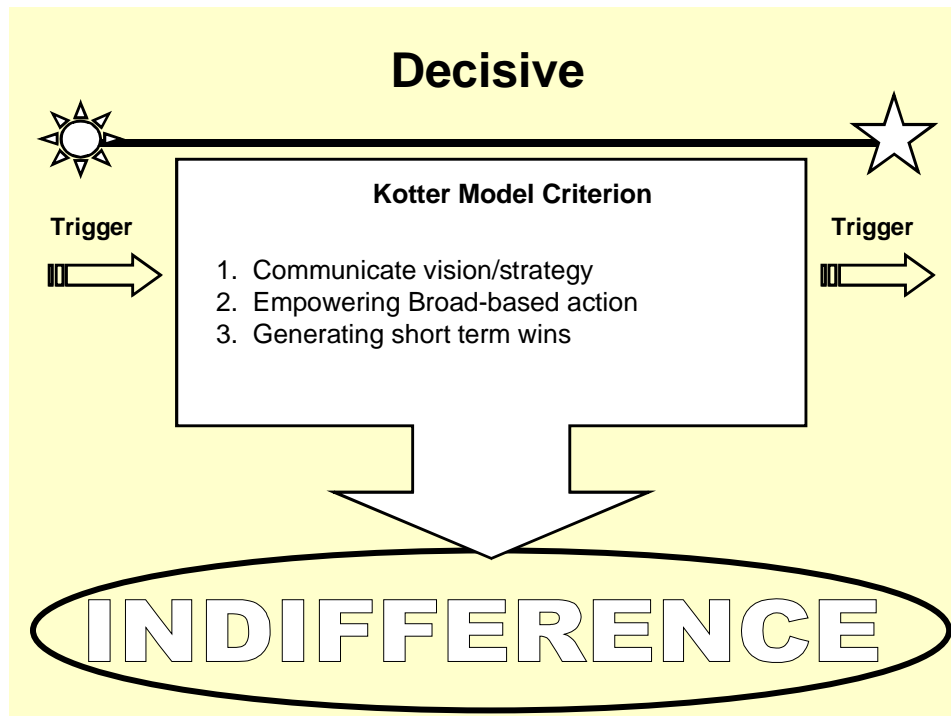 Decisive
Kotter Model Criterion
Trigger
Trigger
1. Communicate vision/strategy
2. Empowering Broad-based action
3. Generating short term wins
INDIFFERENCE